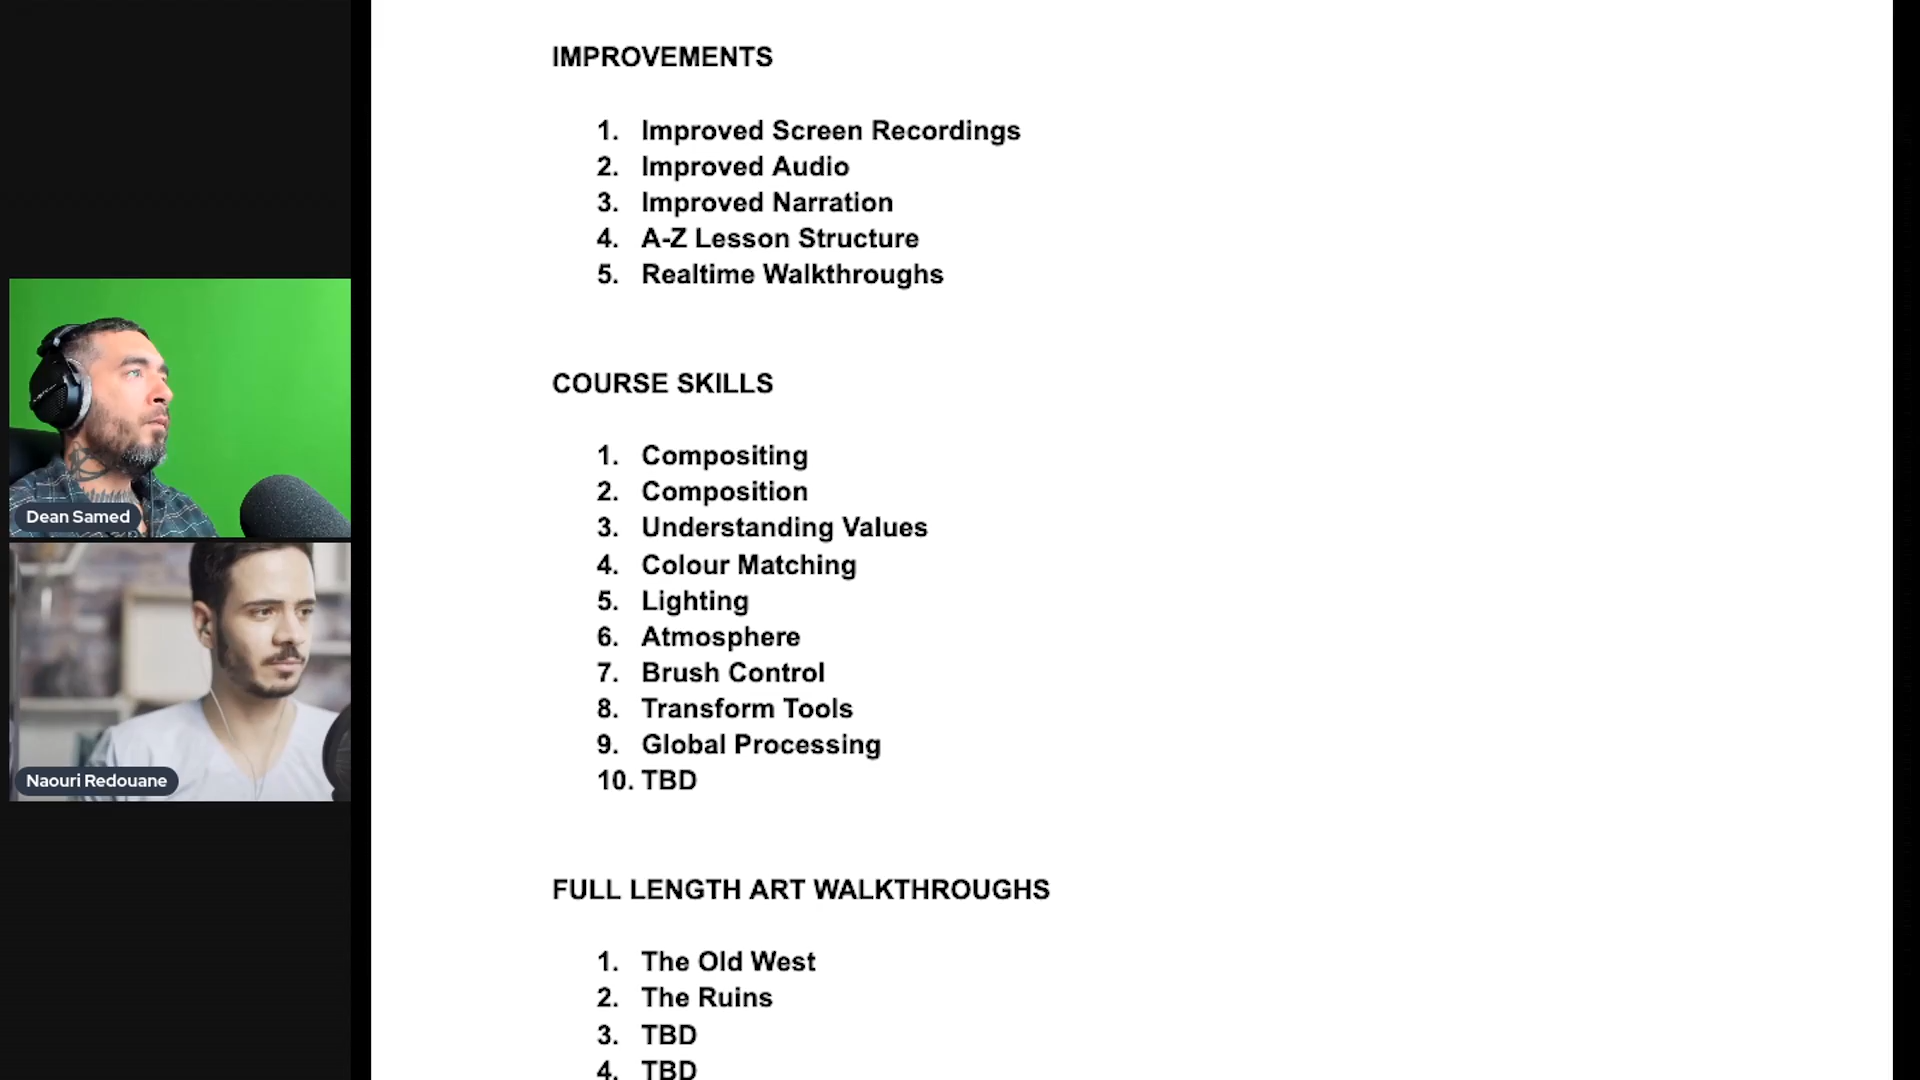 IMPROVEMENTS
1. Improved Screen Recordings
2. Improved Audio
3. Improved Narration
4. A-Z Lesson Structure
5. Realtime Walkthroughs
COURSE SKILLS
1. Compositing
2. Composition
3. Understanding Values
4. Colour Matching
5. Lighting
6. Atmosphere
7. Brush Control
8. Transform Tools
9. Global Processing
10. TBD
FULL LENGTH ART WALKTHROUGHS
1. The Old West
2. The Ruins
3. TBD
4. TBD
Dean Samed
Naouri Redouane